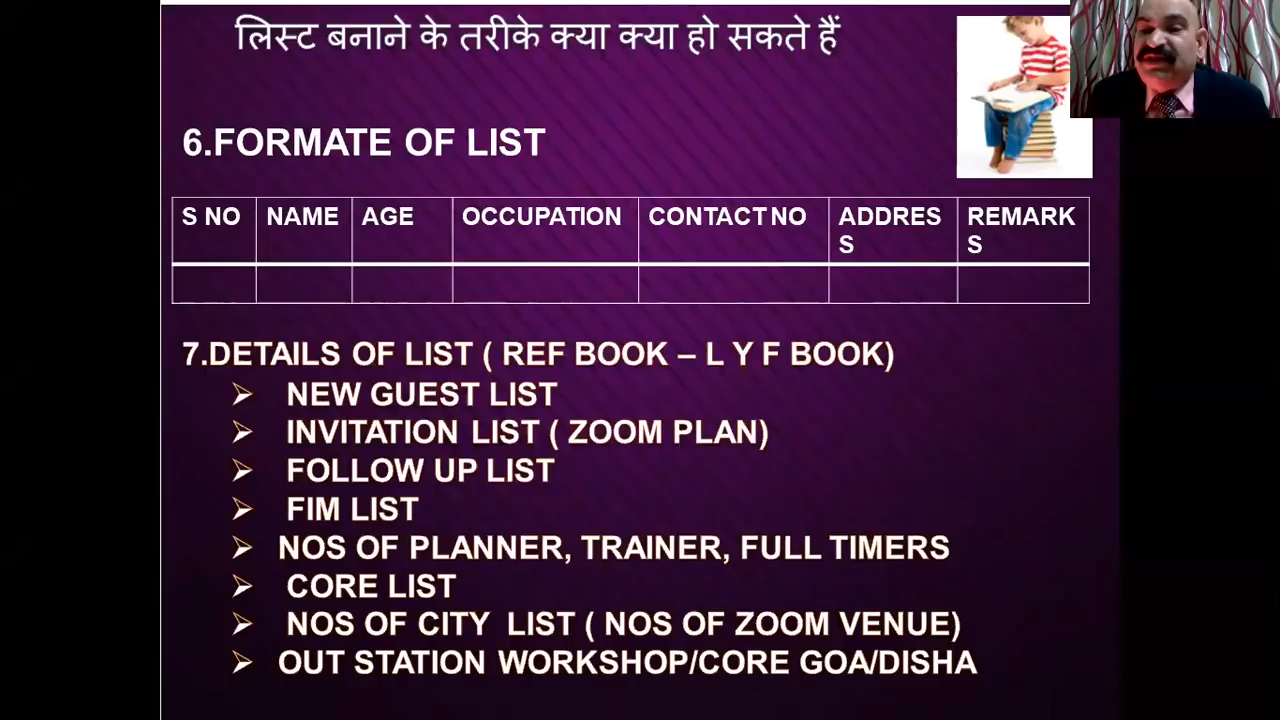 लिस्ट बनाने के तरीके क्या क्या हो सकते हैं
6.FORMATE OF LIST
S NO NAME AGE OCCUPATION CONTACT NO ADDRES
S REMARK
S
7.DETAILS OF LIST ( REF BOOK – L Y F BOOK)
➢ NEW GUEST LIST
➢ INVITATION LIST ( ZOOM PLAN)
➢ FOLLOW UP LIST
➢ FIM LIST
➢ NOS OF PLANNER, TRAINER, FULL TIMERS
➢ CORE LIST
➢ NOS OF CITY LIST ( NOS OF ZOOM VENUE)
➢ OUT STATION WORKSHOP/CORE GOA/DISHA